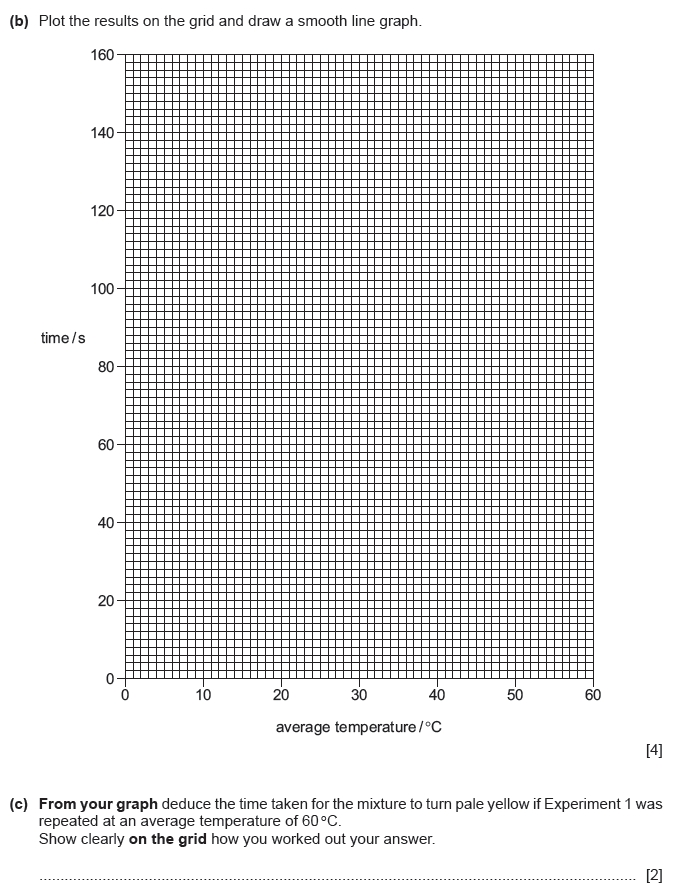 (b) Plot the results on the grid and draw a smooth line graph.
160
140
120
100
time / s
80
60
40
20
0
0 10 20 30 40 50 60
average temperature / °C
[4]
(c) From your graph deduce the time taken for the mixture to turn pale yellow if Experiment 1 was
repeated at an average temperature of 60 °C.
Show clearly on the grid how you worked out your answer.
[2]